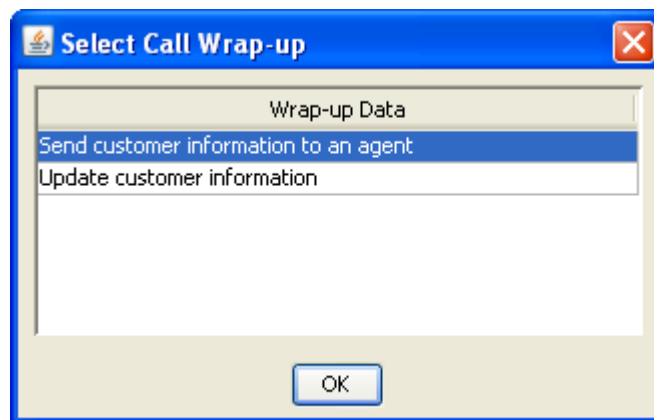 Select Call Wrap-up
Wrap-up Data
Send customer information to an agent
Update customer information
OK